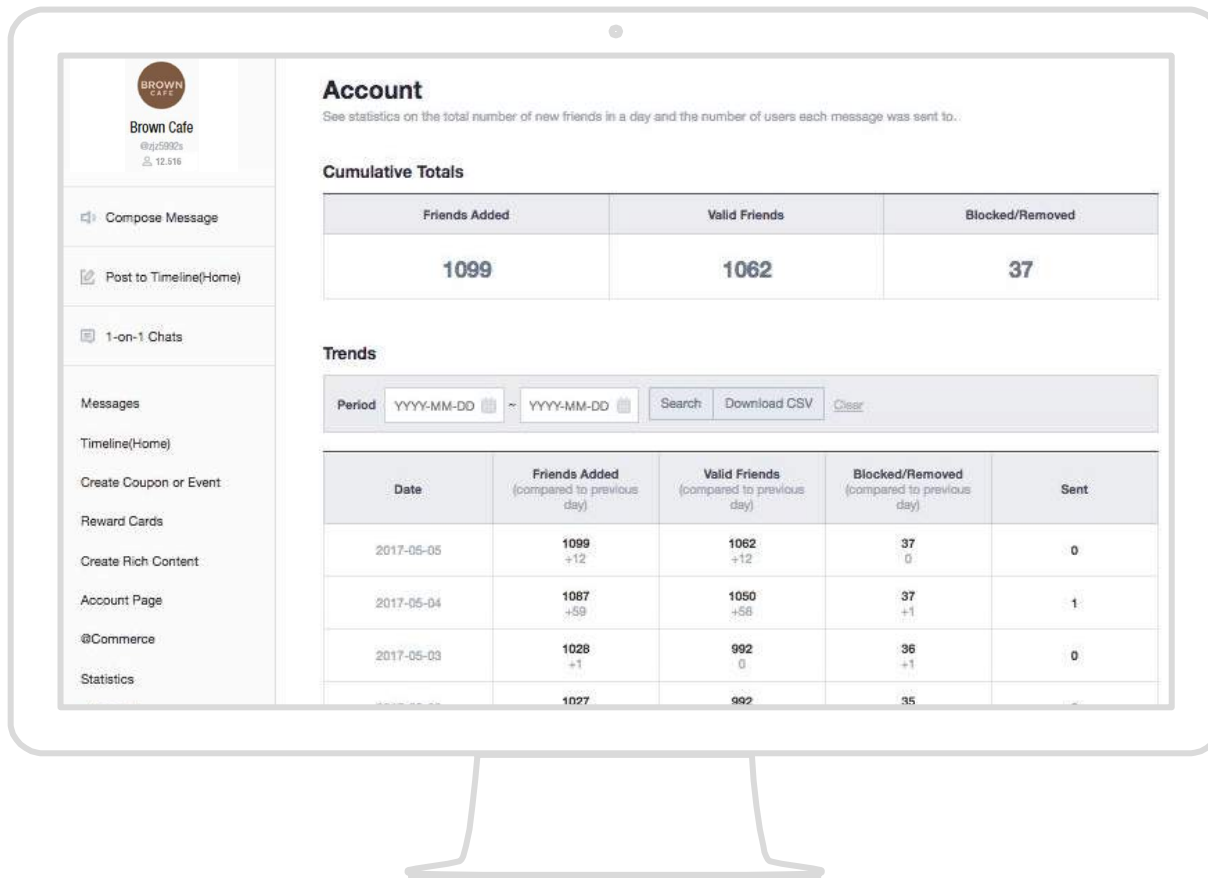 BROWN
CAFE
Brown Cafe
@zjz5992s
12.516
Compose Message
Post to Timeline(Home)
1-on-1 Chats
Messages
Timeline(Home)
Create Coupon or Event
Reward Cards
Create Rich Content
Account Page
@Commerce
Statistics
Account
See statistics on the total number of new friends in a day and the number of users each message was sent to.
Cumulative Totals
Friends Added Valid Friends Blocked/Removed
1099 1062 37
Trends
Period YYYY-MM-DD ~ YYYY-MM-DD Search Download CSV Clear
Date Friends Added (compared to previous day) Valid Friends (compared to previous day) Blocked/Removed (compared to previous day) Sent
2017-05-05 1099 1062 37 0
+12 +12 0
2017-05-04 1087 1050 37 1
+59 +58 +1
2017-05-03 1028 992 36 0
+1 0 +1
1027 992 35